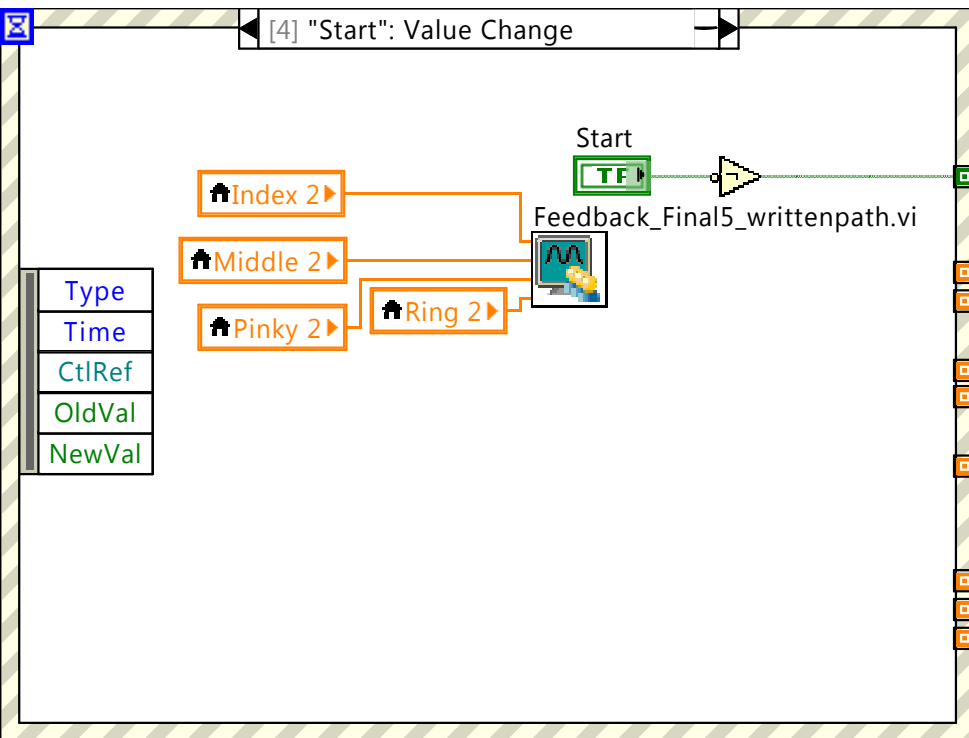 [4] "Start": Value Change
Start
TF
Index 2
Feedback_Final5_writtenpath.vi
Middle 2
Ring 2
Pinky 2
Type
Time
CtlRef
OldVal
NewVal